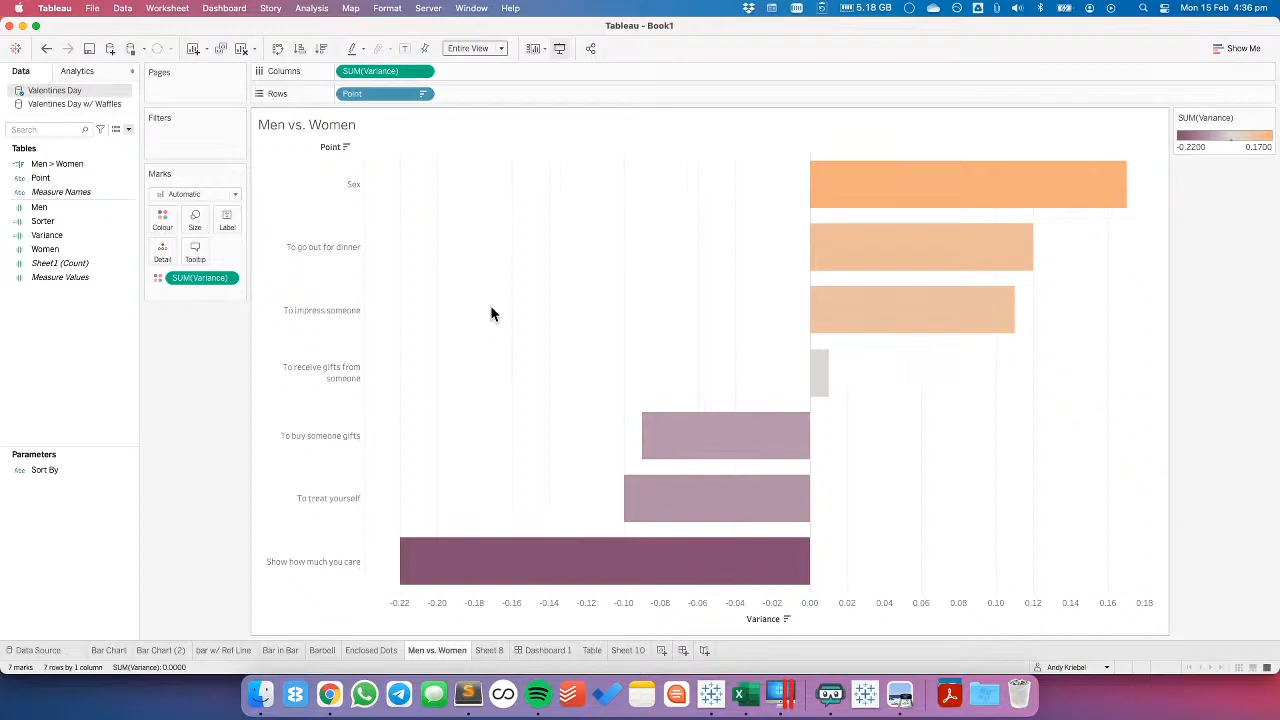 Tableau File Data Worksheet Dashboard Story Analysis Map Format Server Window Help 5.18 GB Mon 15 Feb 4:36 pm
Tableau - Book1
Entire View Show Me
Data Analytics Pages Columns SUM(Variance)
Valentines Day
Valentines Day w/ Waffles Rows Point
Filters
SUM(Variance)
-0.2200 0.1700
Search
Tables
Men > Women
Abc Point
Abc Measure Names
Men
Sorter
Variance
Women
Sheet1 (Count)
Measure Values
Parameters
Abc Sort By
Marks
Automatic
Colour Size Label
Detail Tooltip
SUM(Variance)
Men vs. Women
Point
Sex
To go out for dinner
To impress someone
To receive gifts from
someone
To buy someone gifts
To treat yourself
Show how much you care
-0.22 -0.20 -0.18 -0.16 -0.14 -0.12 -0.10 -0.08 -0.06 -0.04 -0.02 0.00 0.02 0.04 0.06 0.08 0.10 0.12 0.14 0.16 0.18
Variance
Data Source Bar Chart Bar Chart (2) bar w/ Ref Line Bar in Bar Barbell Enclosed Dots Men vs. Women Sheet 8 Dashboard 1 Table Sheet 10
7 marks 7 rows by 1 column SUM(Variance): 0.0000 Andy Kriebel